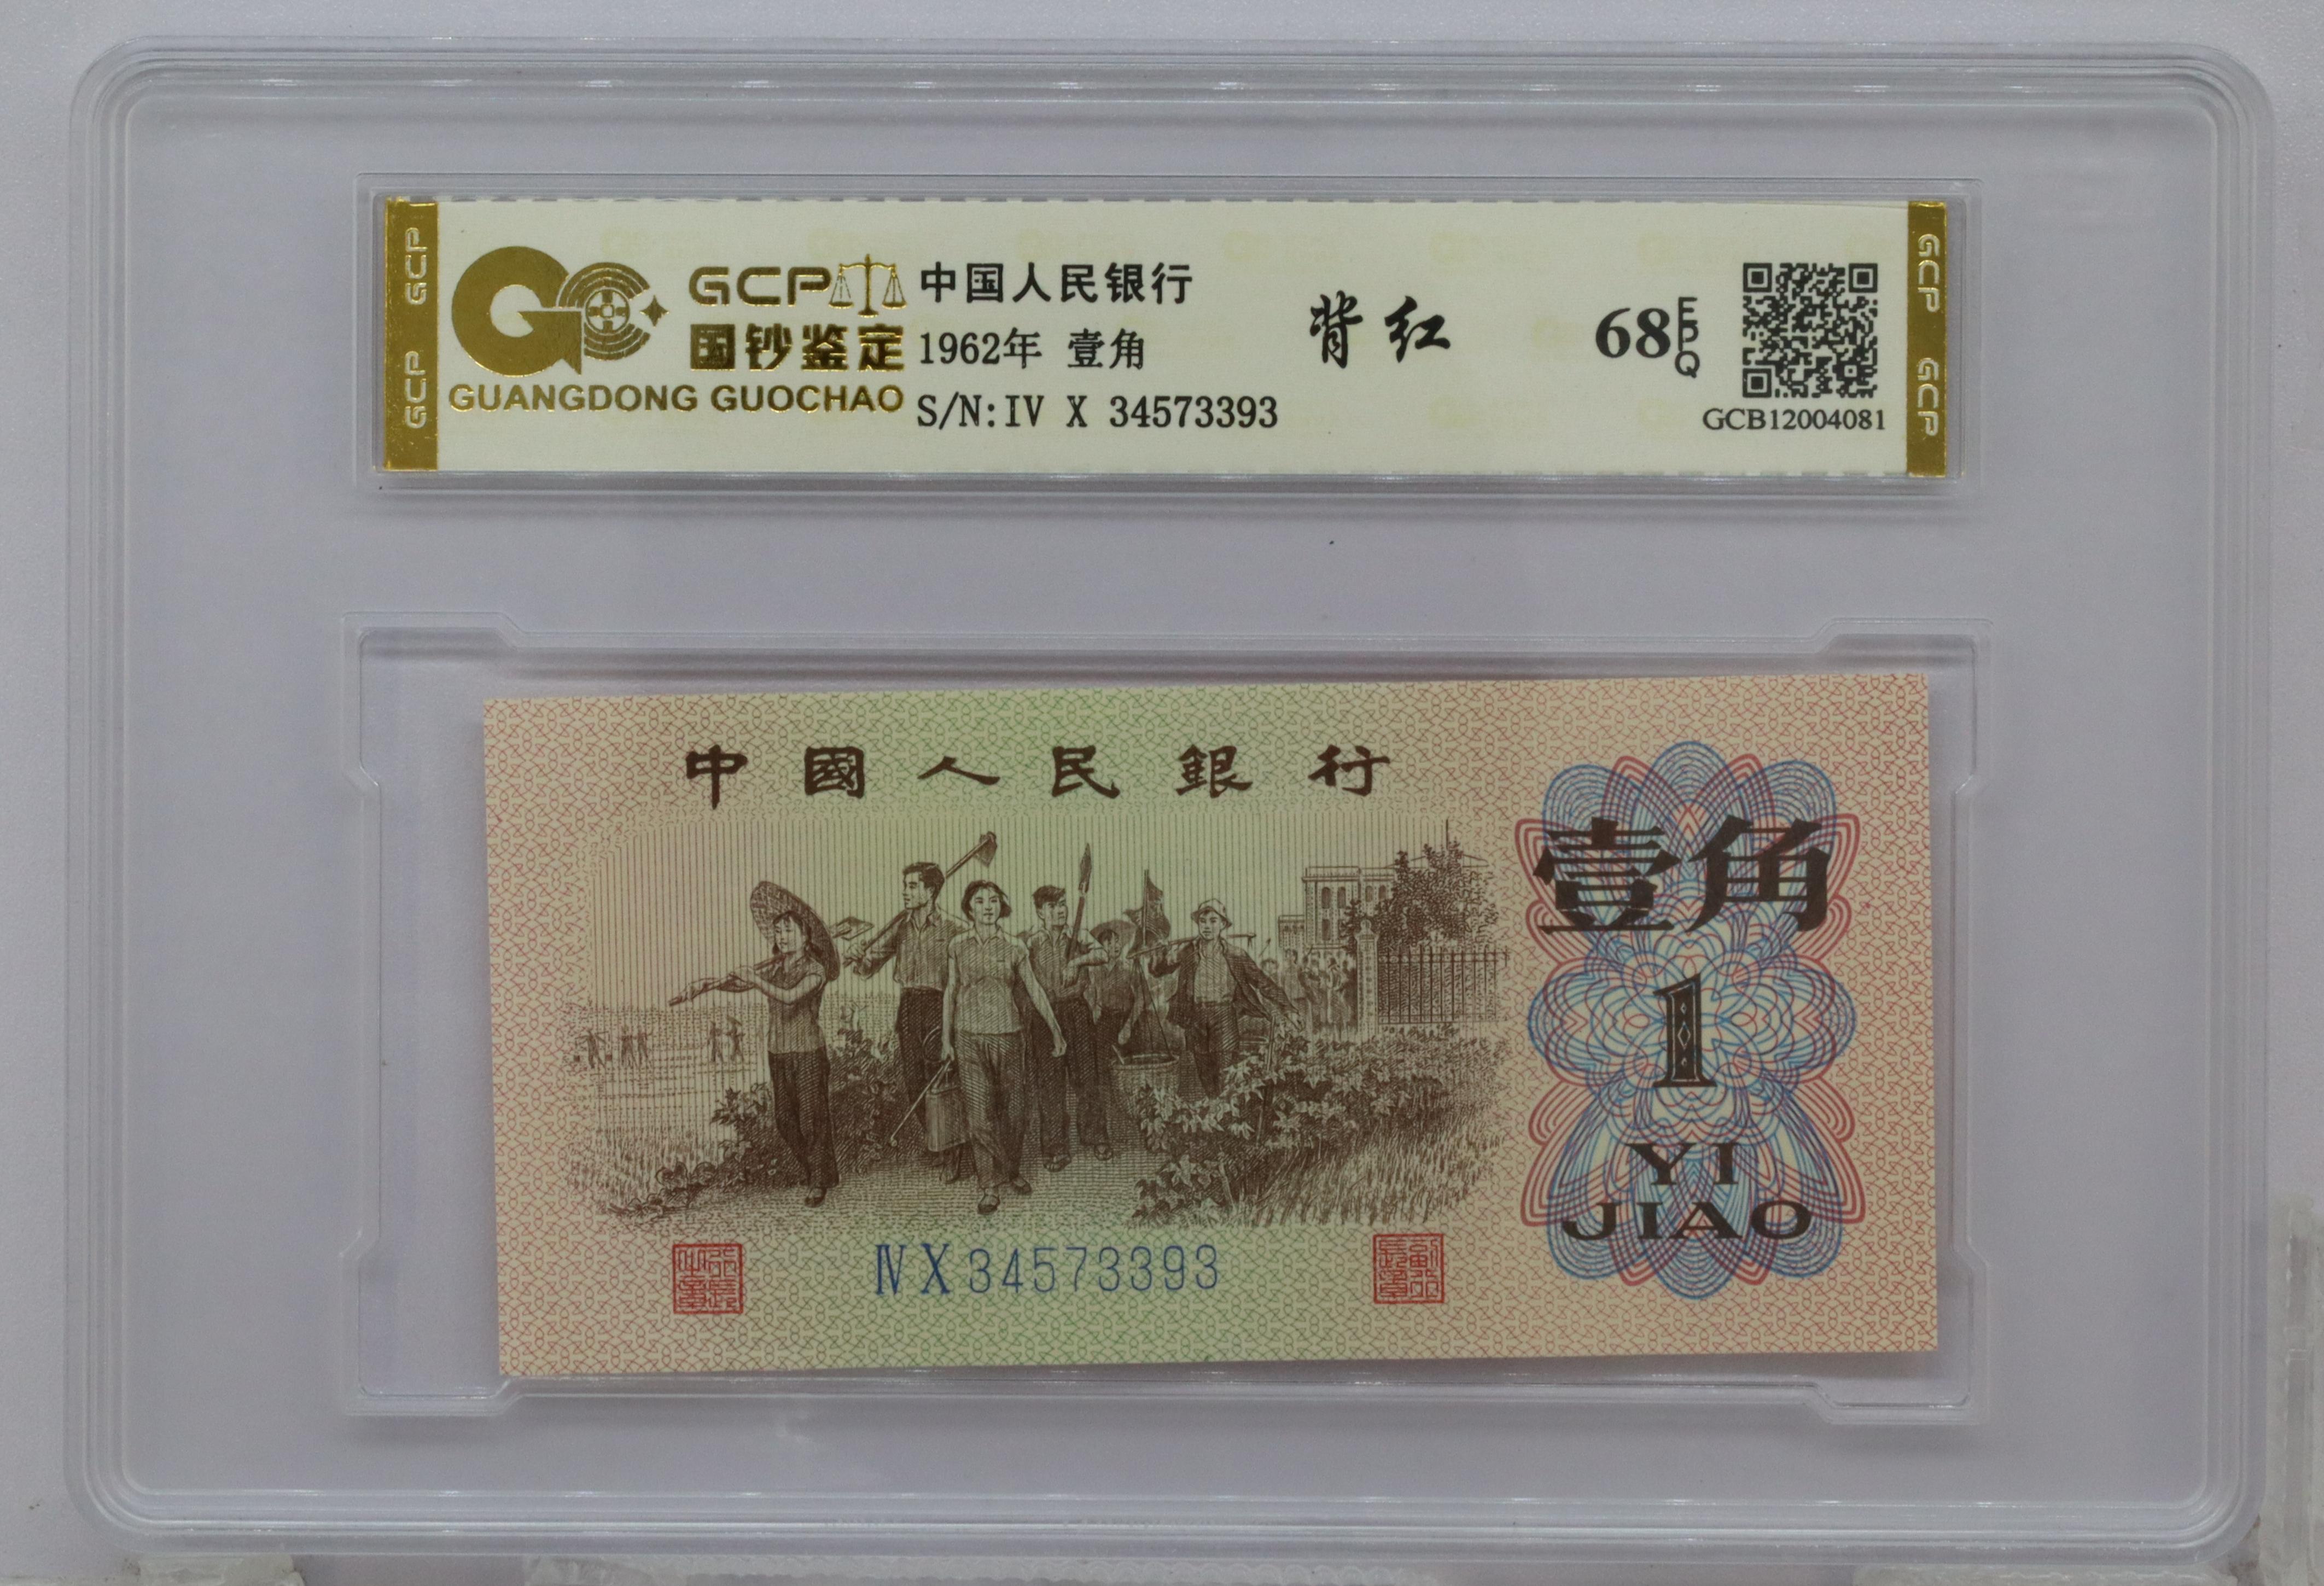 GCP GCP
GCP
国钞鉴定
GUANGDONG GUOCHAO
中国人民银行
1962年 壹角
S/N:IV X 34573393
背红
68EPQ
GCB12004081
GCP GCP
中國人民銀行
壹角
1
YI
JIAO
ⅣX34573393